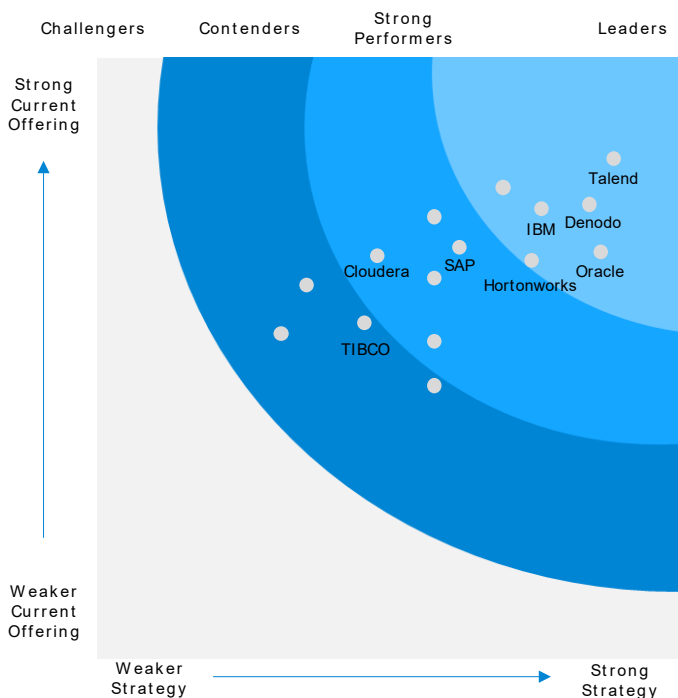 Challengers
Contenders
Strong
Performers
Leaders
Strong
Current
Offering
Talend
IBM
Denodo
Cloudera
SAP
Hortonworks
Oracle
TIBCO
Weaker
Current
Offering
Weaker
Strategy
Strong
Strategy